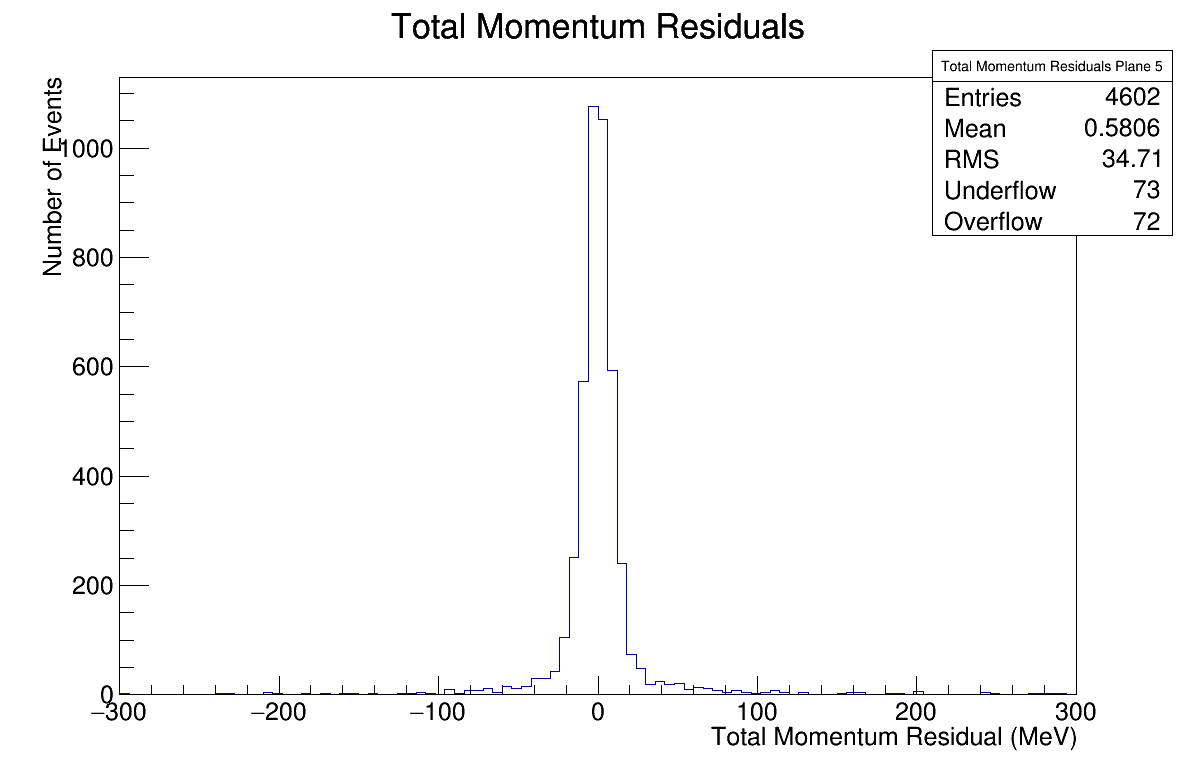 Total Momentum Residuals
Total Momentum Residuals Plane 5
Entries 4602
Mean 0.5806
RMS 34.71
Underflow 73
Overflow 72
Number of Events
1000
800
600
400
200
0
−300 −200 −100 0 100 200 300
Total Momentum Residual (MeV)